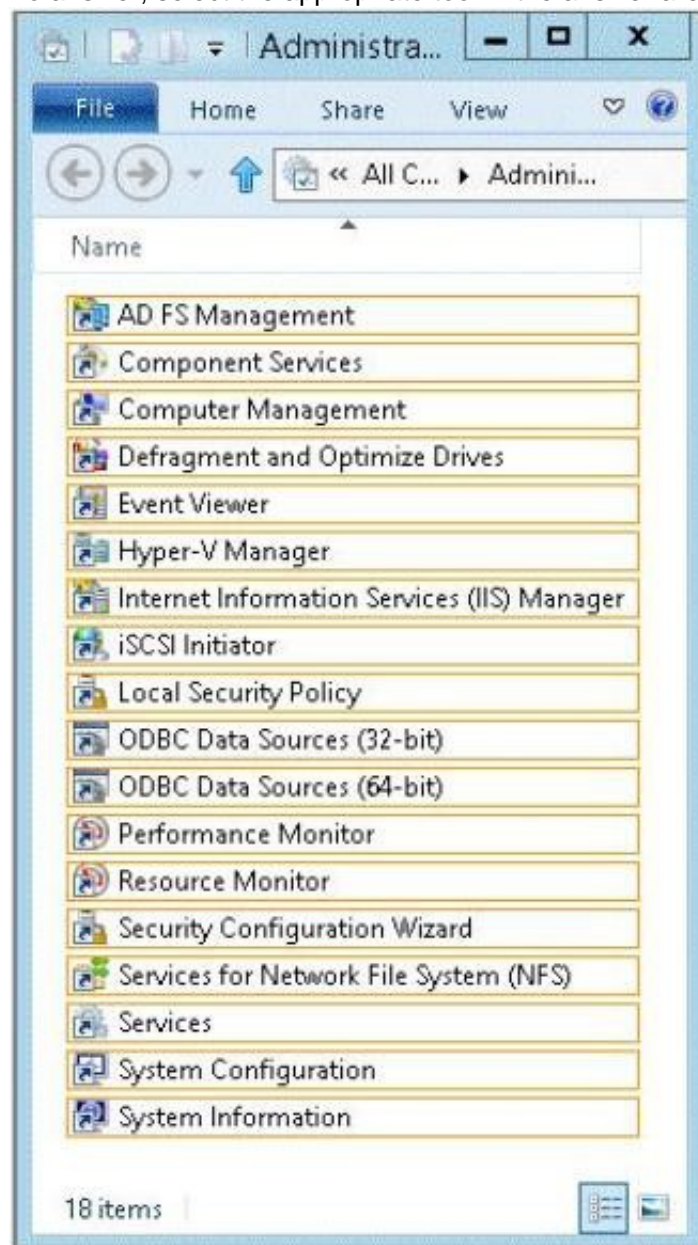 Administra...
File Home Share View
« All C... Admini...
Name
AD FS Management
Component Services
Computer Management
Defragment and Optimize Drives
Event Viewer
Hyper-V Manager
Internet Information Services (IIS) Manager
iSCSI Initiator
Local Security Policy
ODBC Data Sources (32-bit)
ODBC Data Sources (64-bit)
Performance Monitor
Resource Monitor
Security Configuration Wizard
Services for Network File System (NFS)
Services
System Configuration
System Information
18 items